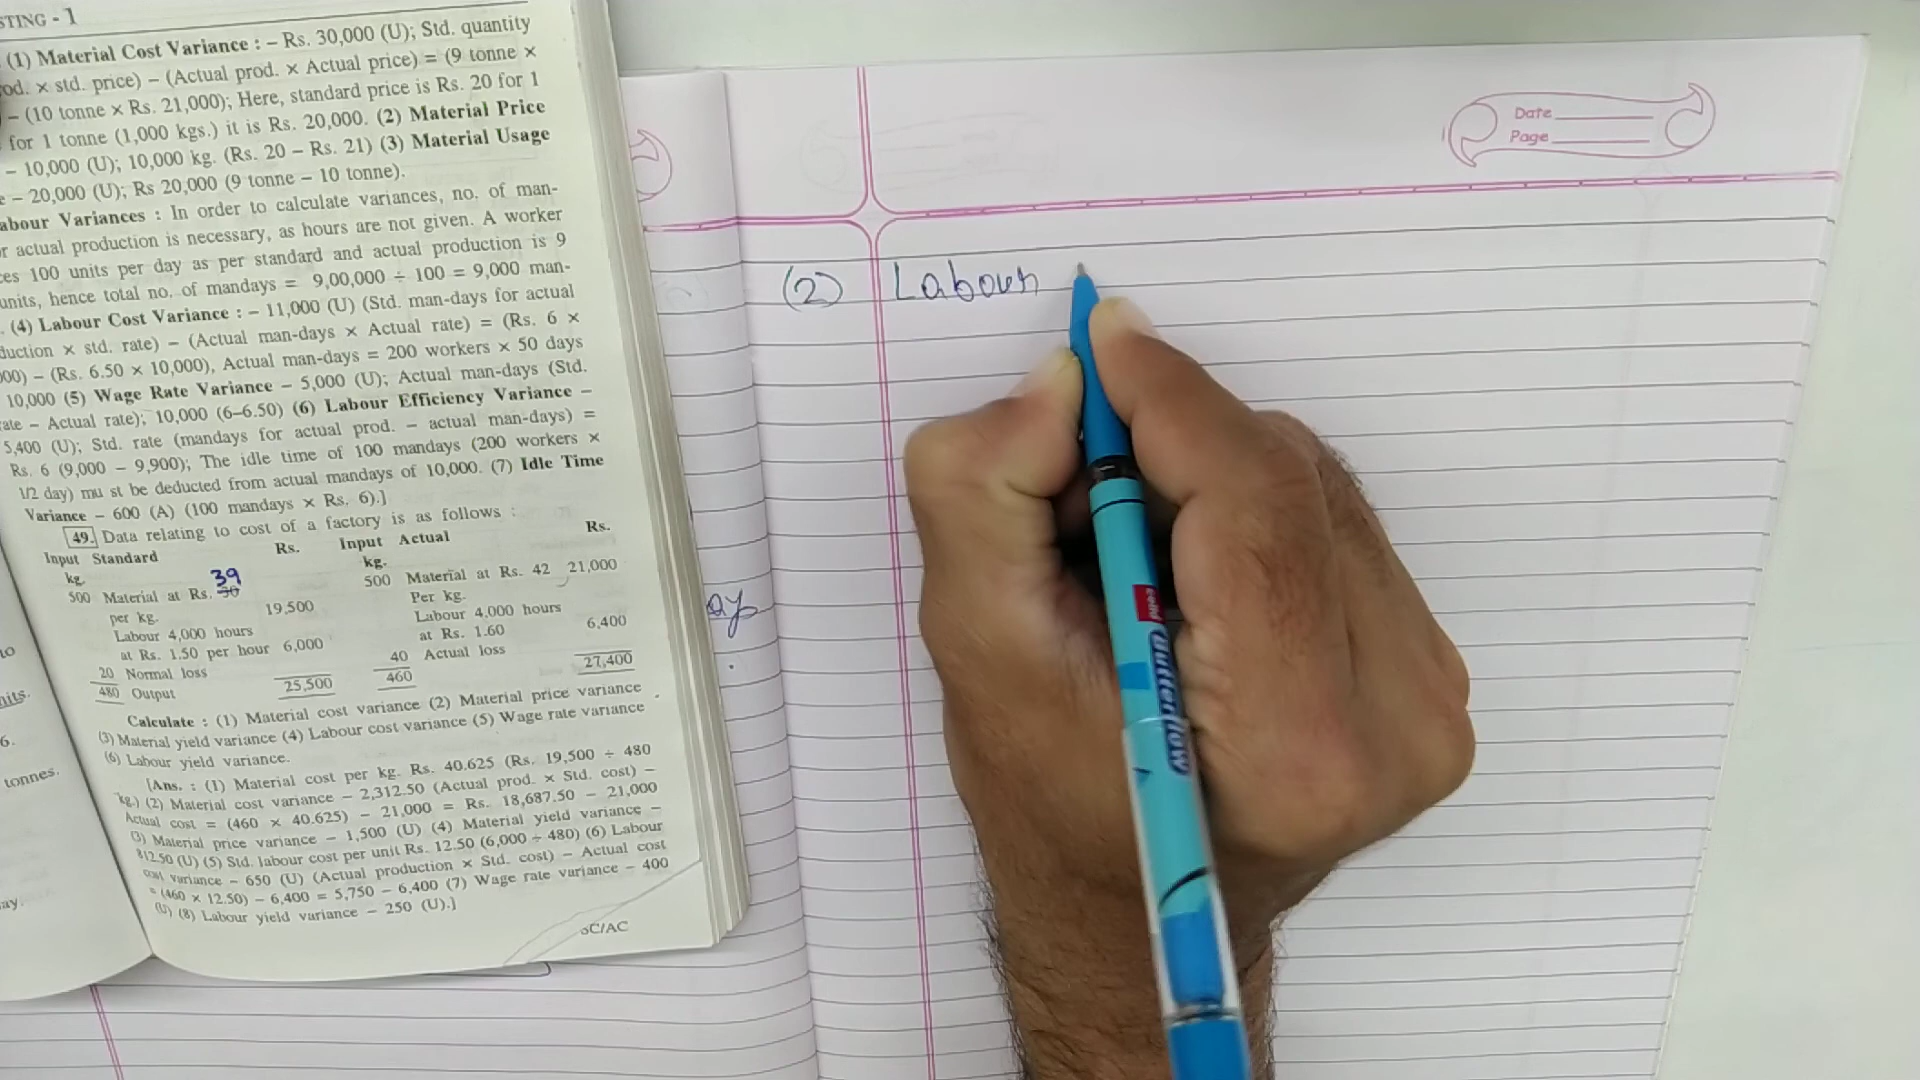 STING - 1
(1) Material Cost Variance : – Rs. 30,000 (U); Std. quantity
od. × std. price) – (Actual prod. × Actual price) = (9 tonne ×
– (10 tonne × Rs. 21,000); Here, standard price is Rs. 20 for 1
for 1 tonne (1,000 kgs.) it is Rs. 20,000. (2) Material Price
– 10,000 (U); 10,000 kg. (Rs. 20 – Rs. 21) (3) Material Usage
e – 20,000 (U); Rs 20,000 (9 tonne – 10 tonne).
abour Variances : In order to calculate variances, no. of man-
r actual production is necessary, as hours are not given. A worker
ces 100 units per day as per standard and actual production is 9
units, hence total no. of mandays = 9,00,000 ÷ 100 = 9,000 man-
. (4) Labour Cost Variance : – 11,000 (U) (Std. man-days for actual
duction × std. rate) – (Actual man-days × Actual rate) = (Rs. 6 ×
00) – (Rs. 6.50 × 10,000), Actual man-days = 200 workers × 50 days
10,000 (5) Wage Rate Variance – 5,000 (U); Actual man-days (Std.
rate – Actual rate); 10,000 (6–6.50) (6) Labour Efficiency Variance –
5,400 (U); Std. rate (mandays for actual prod. – actual man-days) =
Rs. 6 (9,000 – 9,900); The idle time of 100 mandays (200 workers ×
1/2 day) mu st be deducted from actual mandays of 10,000. (7) Idle Time
Variance – 600 (A) (100 mandays × Rs. 6).]
49. Data relating to cost of a factory is as follows :
Input Standard Rs. Input Actual Rs.
kg. kg.
500 Material at Rs. 30 39 500 Material at Rs. 42 21,000
per kg. 19,500 Per kg.
Labour 4,000 hours Labour 4,000 hours
at Rs. 1.50 per hour 6,000 at Rs. 1.60 6,400
20 Normal loss 40 Actual loss
480 Output 25,500 460 27,400
Calculate : (1) Material cost variance (2) Material price variance
(3) Material yield variance (4) Labour cost variance (5) Wage rate variance
(6) Labour yield variance.
[Ans. : (1) Material cost per kg. Rs. 40.625 (Rs. 19,500 ÷ 480
kg.) (2) Material cost variance – 2,312.50 (Actual prod. × Std. cost) –
Actual cost = (460 × 40.625) – 21,000 = Rs. 18,687.50 – 21,000
(3) Material price variance – 1,500 (U) (4) Material yield variance –
812.50 (U) (5) Std. labour cost per unit Rs. 12.50 (6,000 ÷ 480) (6) Labour
cost variance – 650 (U) (Actual production × Std. cost) – Actual cost
= (460 × 12.50) – 6,400 = 5,750 – 6,400 (7) Wage rate variance – 400
(U) (8) Labour yield variance – 250 (U).]
6C/AC
to
nits.
6.
tonnes.
ay.
ay
Date
Page
(2) Labour
cello
Butterflow